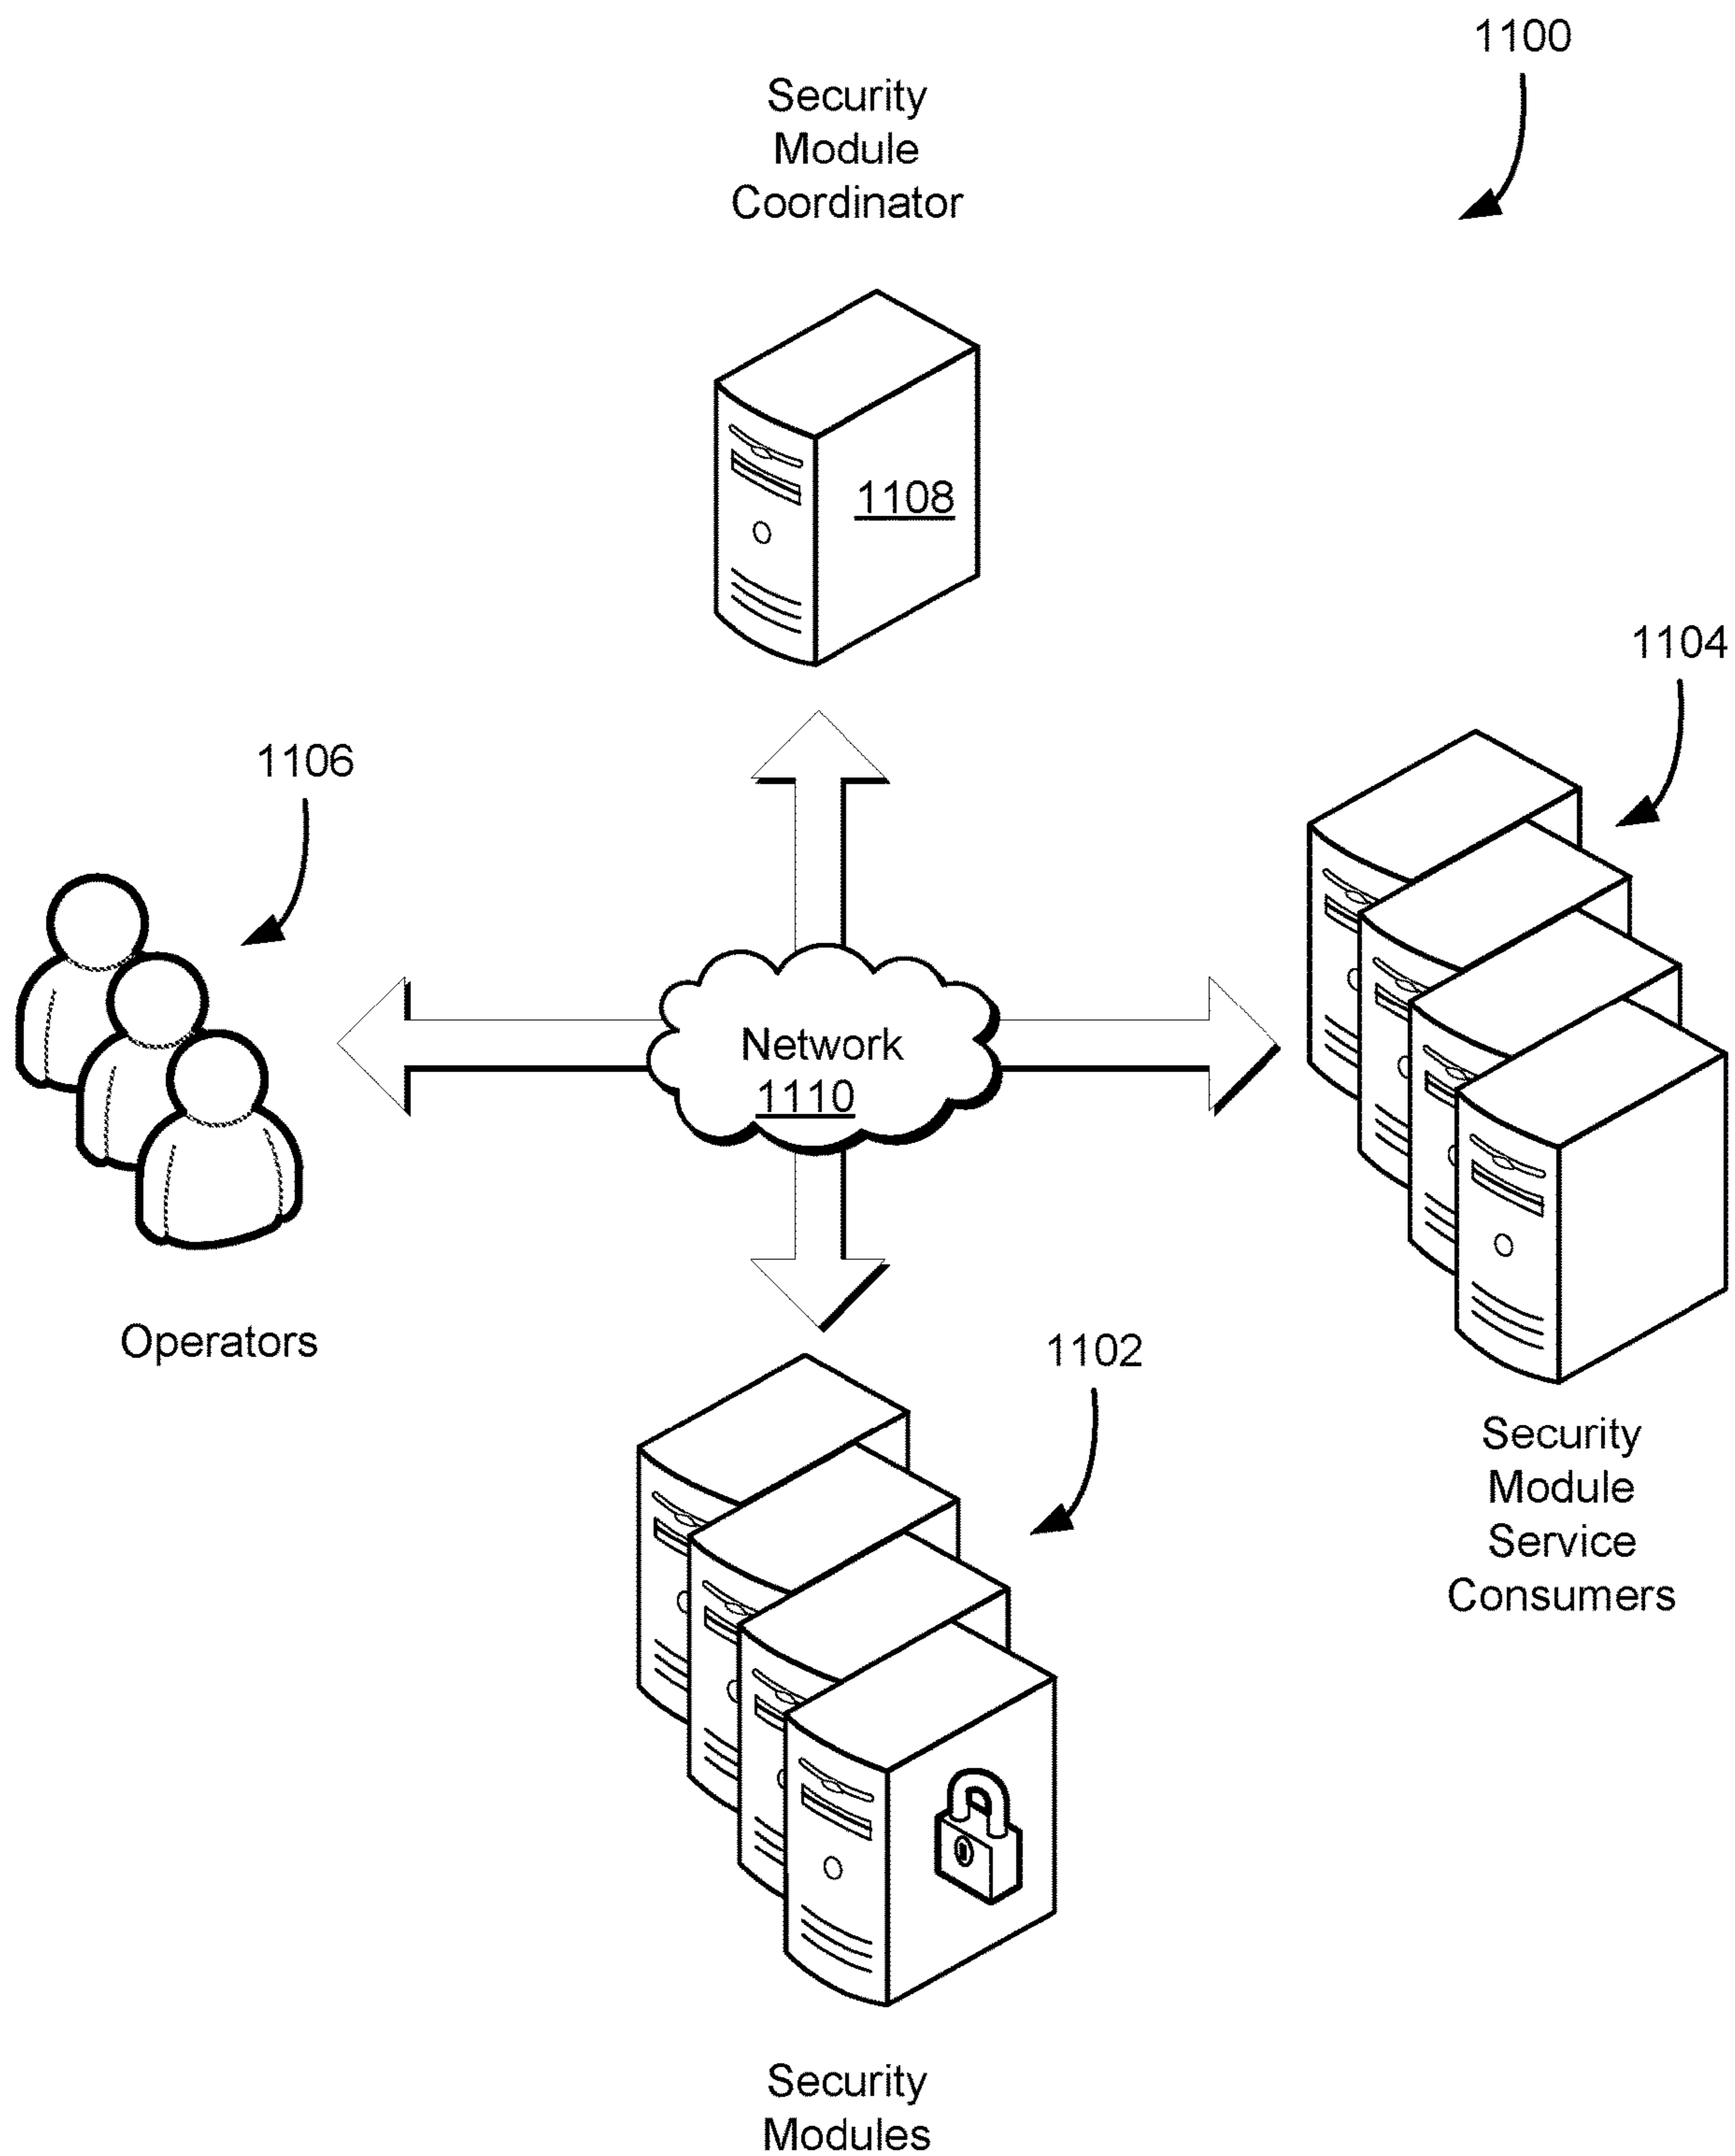 1100
Security
Module
Coordinator
1108
1104
1106
Network
1110
Operators
1102
Security
Module
Service
Consumers
Security
Modules